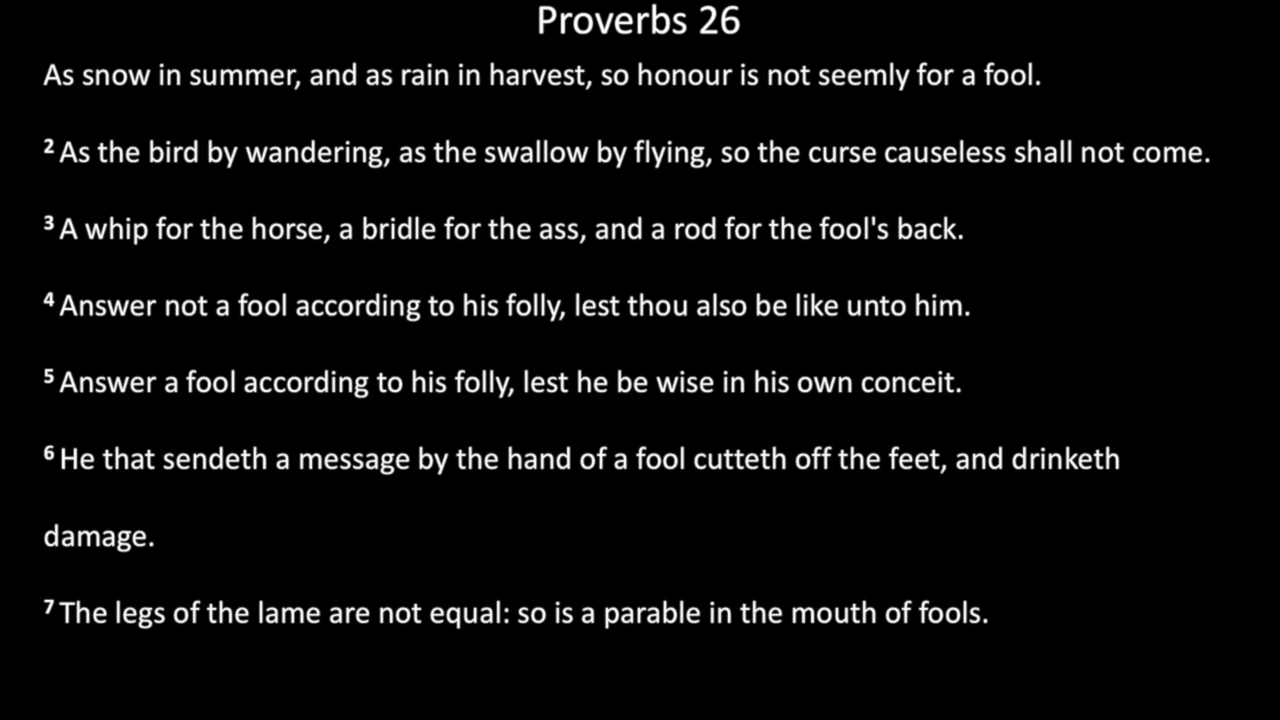 Proverbs 26
As snow in summer, and as rain in harvest, so honour is not seemly for a fool.
2 As the bird by wandering, as the swallow by flying, so the curse causeless shall not come.
3 A whip for the horse, a bridle for the ass, and a rod for the fool's back.
4 Answer not a fool according to his folly, lest thou also be like unto him.
5 Answer a fool according to his folly, lest he be wise in his own conceit.
6 He that sendeth a message by the hand of a fool cutteth off the feet, and drinketh
damage.
7 The legs of the lame are not equal: so is a parable in the mouth of fools.